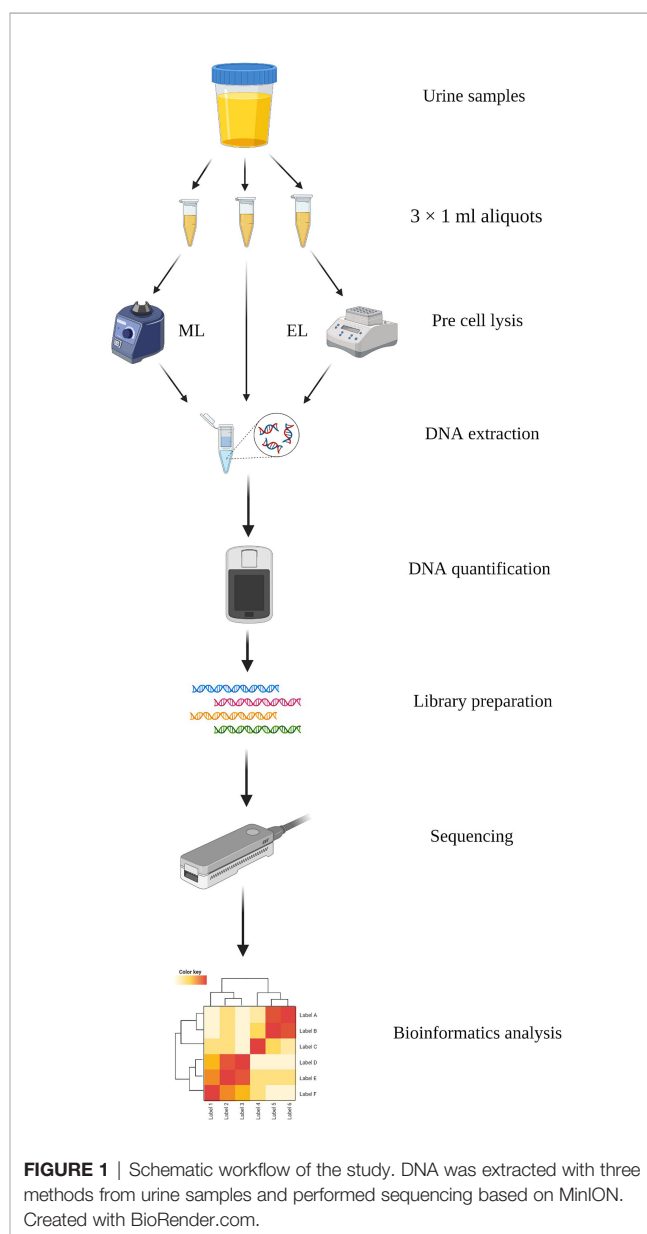 Urine samples
3 × 1 ml aliquots
ML
EL
Pre cell lysis
DNA extraction
DNA quantification
Library preparation
Sequencing
Color key
Label A
Label B
Label C
Label D
Label E
Label F
Label 1
Label 2
Label 3
Label 4
Label 5
Label 6
Bioinformatics analysis
FIGURE 1 | Schematic workflow of the study. DNA was extracted with three
methods from urine samples and performed sequencing based on MinION.
Created with BioRender.com.